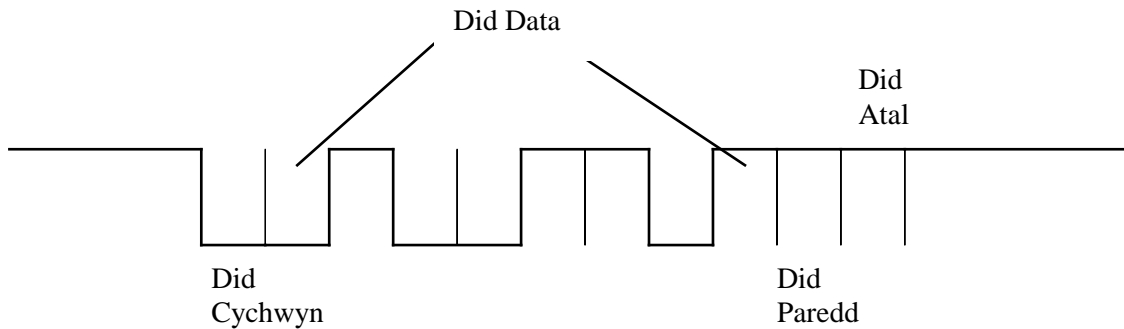 Did Data
Did
Atal
Did
Cychwyn
Did
Paredd